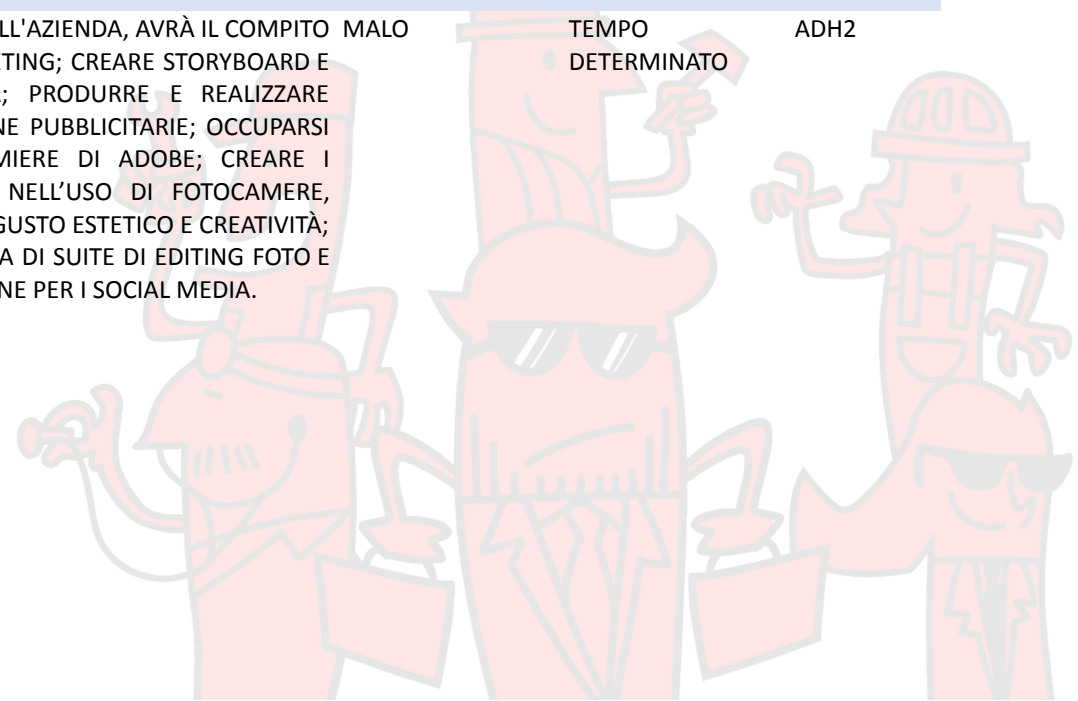 LL'AZIENDA, AVRÀ IL COMPITO MALO TEMPO ADH2
ETING; CREARE STORYBOARD E DETERMINATO
; PRODURRE E REALIZZARE
NE PUBBLICITARIE; OCCUPARSI
MIERE DI ADOBE; CREARE I
NELL’USO DI FOTOCAMERE,
GUSTO ESTETICO E CREATIVITÀ;
A DI SUITE DI EDITING FOTO E
NE PER I SOCIAL MEDIA.